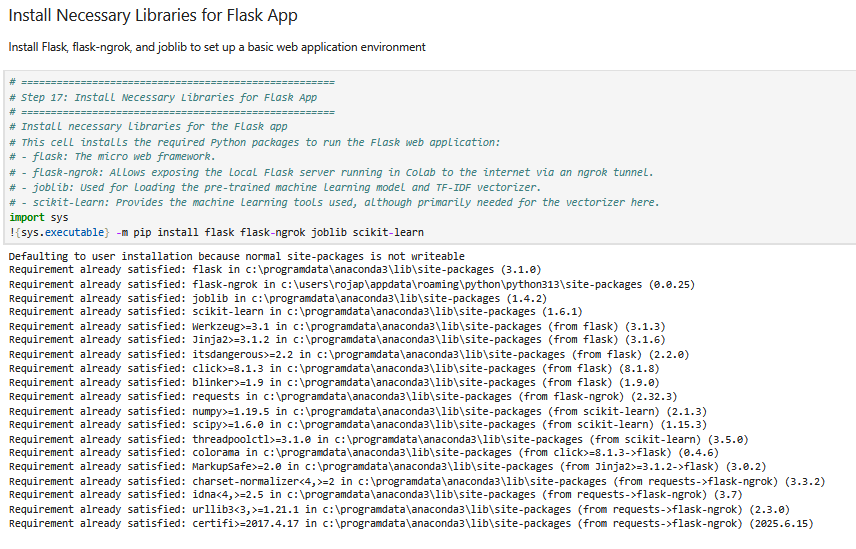 Install Necessary Libraries for Flask App
Install Flask, flask-ngrok, and joblib to set up a basic web application environment
# =====================================================
# Step 17: Install Necessary Libraries for Flask App
# =====================================================
# Install necessary libraries for the Flask app
# This cell installs the required Python packages to run the Flask web application:
# - flask: The micro web framework.
# - flask-ngrok: Allows exposing the local Flask server running in Colab to the internet via an ngrok tunnel.
# - joblib: Used for loading the pre-trained machine learning model and TF-IDF vectorizer.
# - scikit-learn: Provides the machine learning tools used, although primarily needed for the vectorizer here.
import sys
!{sys.executable} -m pip install flask flask-ngrok joblib scikit-learn
Defaulting to user installation because normal site-packages is not writeable
Requirement already satisfied: flask in c:\programdata\anaconda3\lib\site-packages (3.1.0)
Requirement already satisfied: flask-ngrok in c:\users\rojap\appdata\roaming\python\python313\site-packages (0.0.25)
Requirement already satisfied: joblib in c:\programdata\anaconda3\lib\site-packages (1.4.2)
Requirement already satisfied: scikit-learn in c:\programdata\anaconda3\lib\site-packages (1.6.1)
Requirement already satisfied: Werkzeug>=3.1 in c:\programdata\anaconda3\lib\site-packages (from flask) (3.1.3)
Requirement already satisfied: Jinja2>=3.1.2 in c:\programdata\anaconda3\lib\site-packages (from flask) (3.1.6)
Requirement already satisfied: itsdangerous>=2.2 in c:\programdata\anaconda3\lib\site-packages (from flask) (2.2.0)
Requirement already satisfied: click>=8.1.3 in c:\programdata\anaconda3\lib\site-packages (from flask) (8.1.8)
Requirement already satisfied: blinker>=1.9 in c:\programdata\anaconda3\lib\site-packages (from flask) (1.9.0)
Requirement already satisfied: requests in c:\programdata\anaconda3\lib\site-packages (from flask-ngrok) (2.32.3)
Requirement already satisfied: numpy>=1.19.5 in c:\programdata\anaconda3\lib\site-packages (from scikit-learn) (2.1.3)
Requirement already satisfied: scipy>=1.6.0 in c:\programdata\anaconda3\lib\site-packages (from scikit-learn) (1.15.3)
Requirement already satisfied: threadpoolctl>=3.1.0 in c:\programdata\anaconda3\lib\site-packages (from scikit-learn) (3.5.0)
Requirement already satisfied: colorama in c:\programdata\anaconda3\lib\site-packages (from click>=8.1.3->flask) (0.4.6)
Requirement already satisfied: MarkupSafe>=2.0 in c:\programdata\anaconda3\lib\site-packages (from Jinja2>=3.1.2->flask) (3.0.2)
Requirement already satisfied: charset-normalizer<4,>=2 in c:\programdata\anaconda3\lib\site-packages (from requests->flask-ngrok) (3.3.2)
Requirement already satisfied: idna<4,>=2.5 in c:\programdata\anaconda3\lib\site-packages (from requests->flask-ngrok) (3.7)
Requirement already satisfied: urllib3<3,>=1.21.1 in c:\programdata\anaconda3\lib\site-packages (from requests->flask-ngrok) (2.3.0)
Requirement already satisfied: certifi>=2017.4.17 in c:\programdata\anaconda3\lib\site-packages (from requests->flask-ngrok) (2025.6.15)